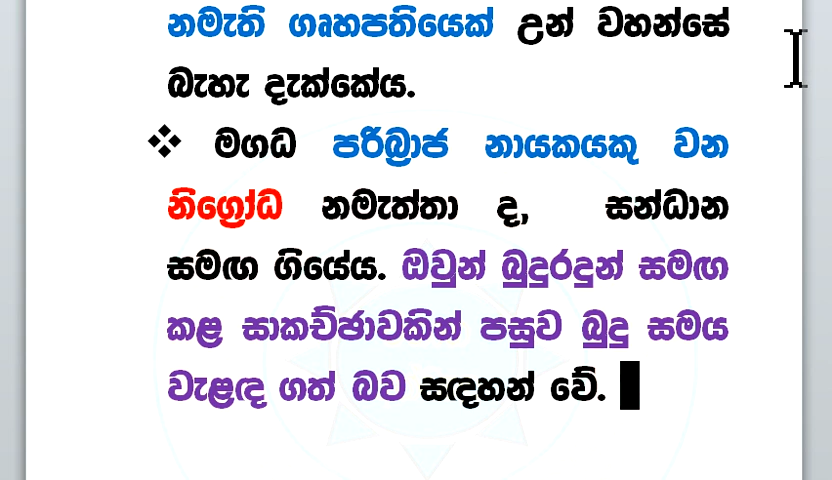 නමැති ගෘහපතියෙක් උන් වහන්සේ
බැහැ දැක්කේය.
❖ මගධ පරිබ්‍රාජ නායකයකු වන
නිග්‍රෝධ නමැත්තා ද, සන්ධාන
සමඟ ගියේය. ඔවුන් බුදුරදුන් සමඟ
කළ සාකච්ඡාවකින් පසුව බුදු සමය
වැළඳ ගත් බව සඳහන් වේ.